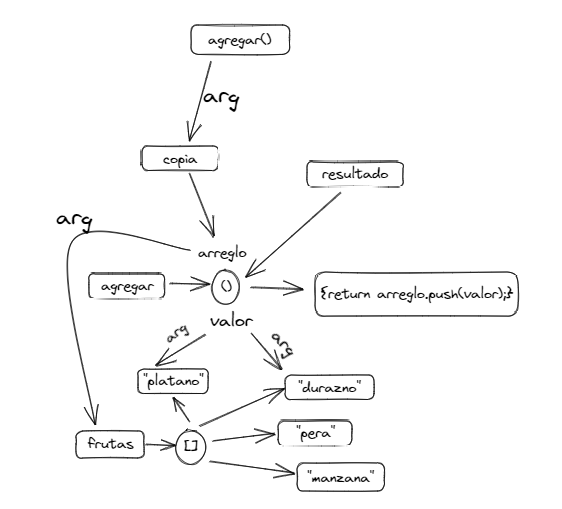 agregar()
arg
copia
resultado
arg
arreglo
agregar
()
{return arreglo.push(valor);}
valor
arg
arg
"platano"
"durazno"
frutas
[]
"pera"
"manzana"